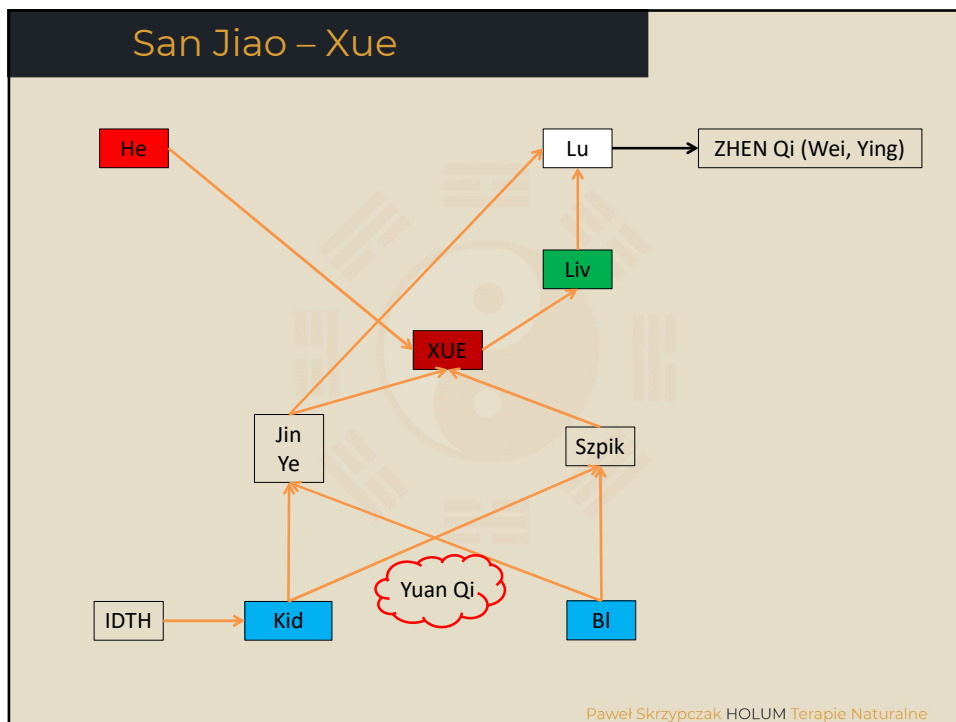 San Jiao – Xue
He
Lu
ZHEN Qi (Wei, Ying)
Liv
XUE
Jin
Ye
Szpik
Yuan Qi
IDTH
Kid
Bl
Paweł Skrzypczak HOLUM Terapie Naturalne